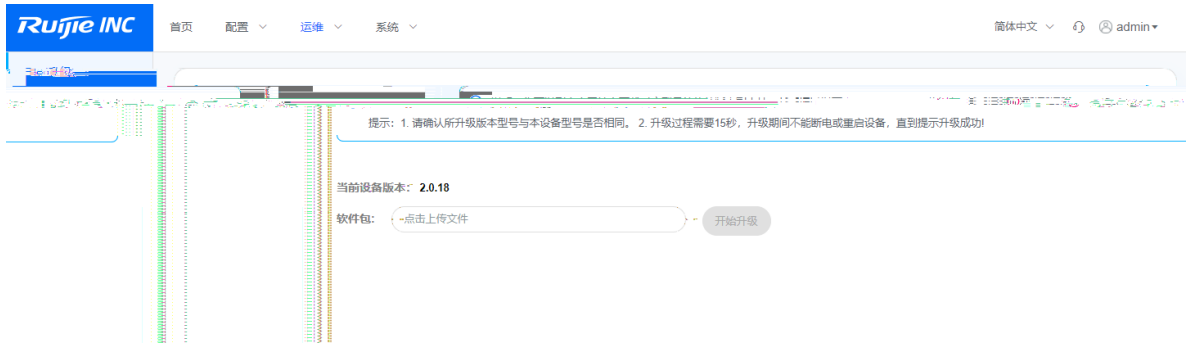 Ruijie INC 首页 配置 运维 系统 简体中文 admin
提示：1. 请确认所升级版本型号与本设备型号是否相同。 2. 升级过程需要15秒，升级期间不能断电或重启设备，直到提示升级成功!
当前设备版本： 2.0.18
软件包： 点击上传文件 开始升级